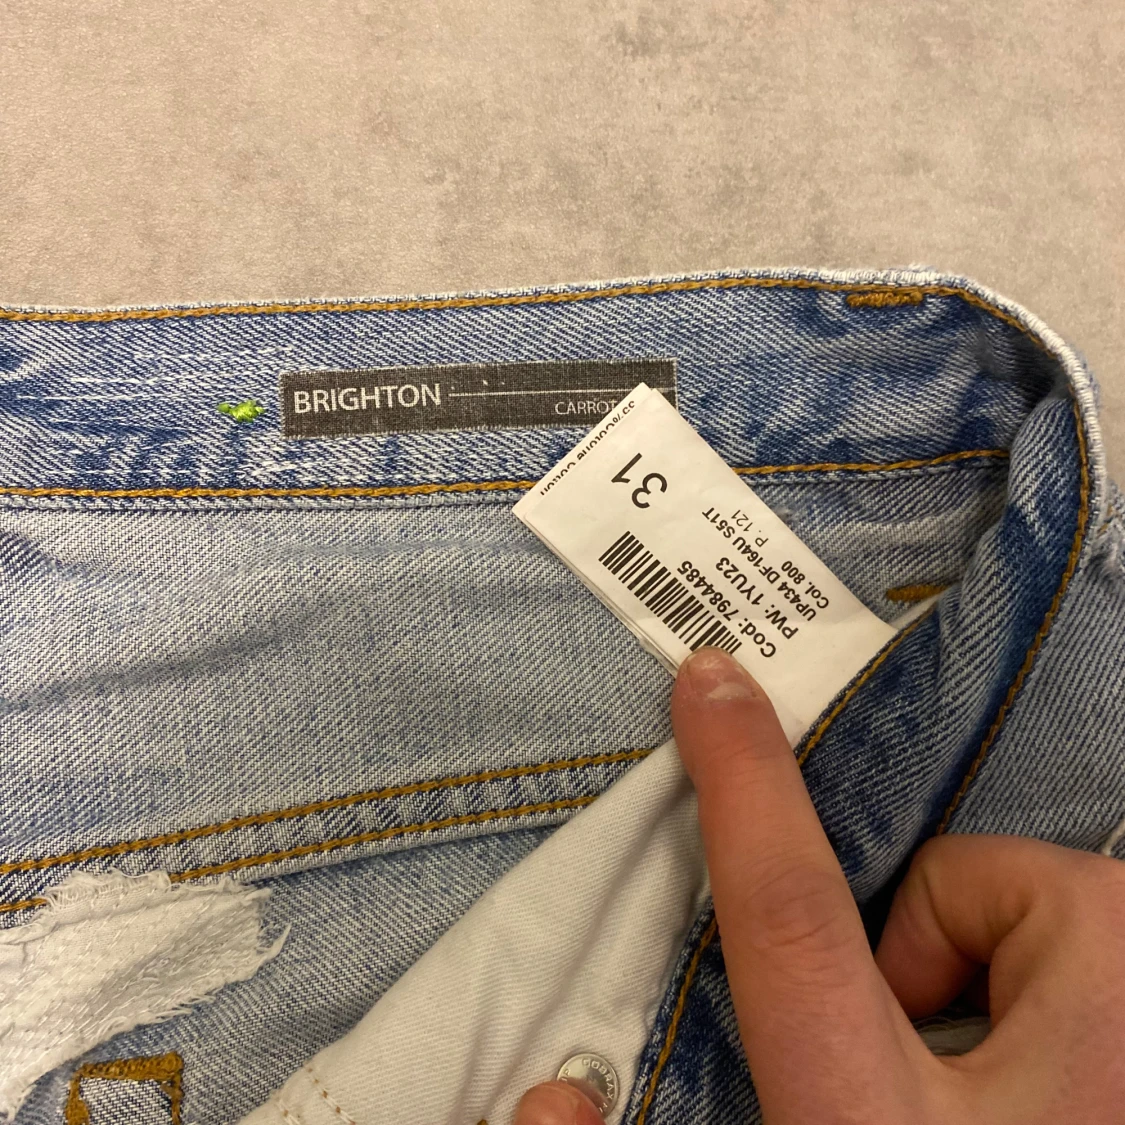 BRIGHTON
CARROT
31
Cod: 7984485
PW: 1YU23
UP434 DF164U S51T
P. 121
Col. 800